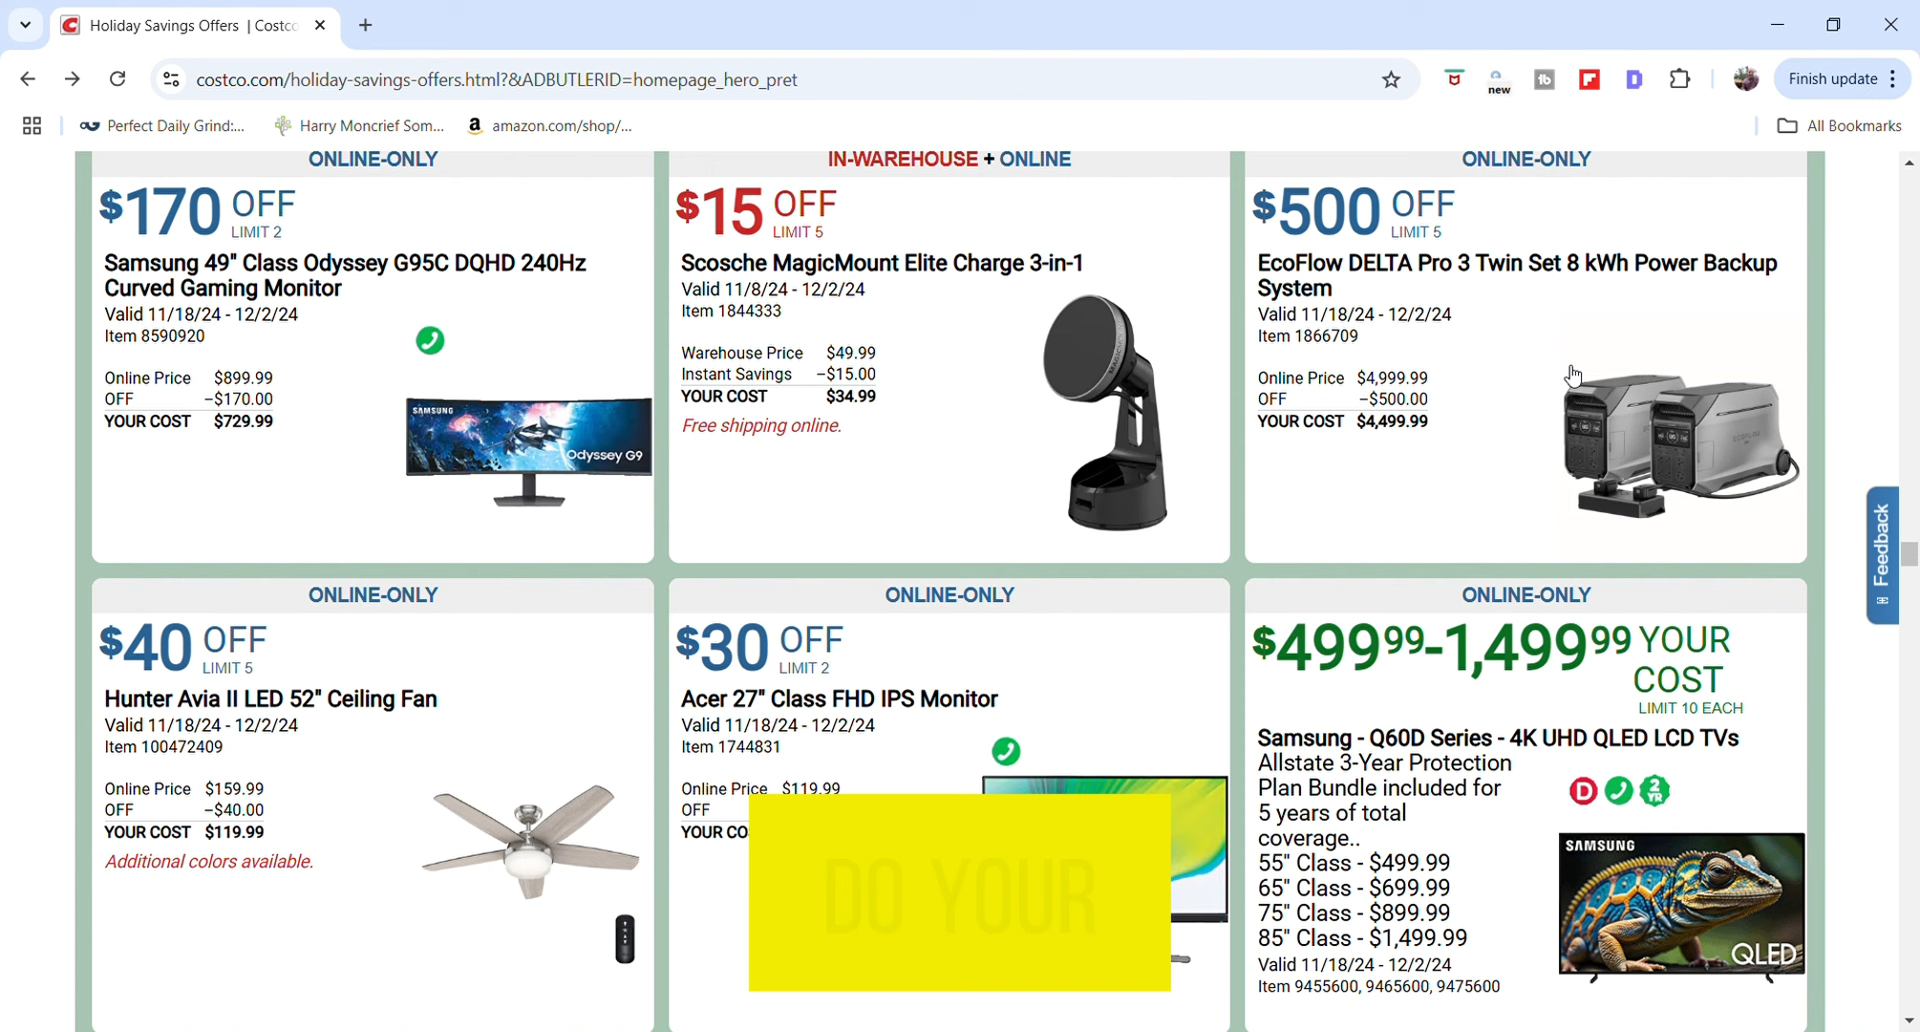 Holiday Savings Offers | Costco
costco.com/holiday-savings-offers.html?&ADBUTLERID=homepage_hero_pret
new
Finish update
Perfect Daily Grind:...
Harry Moncrief Som...
amazon.com/shop/...
All Bookmarks
ONLINE-ONLY
$170 OFF
LIMIT 2
Samsung 49" Class Odyssey G95C DQHD 240Hz
Curved Gaming Monitor
Valid 11/18/24 - 12/2/24
Item 8590920
Online Price $899.99
OFF -$170.00
YOUR COST $729.99
SAMSUNG
Odyssey G9
IN-WAREHOUSE + ONLINE
$15 OFF
LIMIT 5
Scosche MagicMount Elite Charge 3-in-1
Valid 11/8/24 - 12/2/24
Item 1844333
Warehouse Price $49.99
Instant Savings -$15.00
YOUR COST $34.99
Free shipping online.
ONLINE-ONLY
$500 OFF
LIMIT 5
EcoFlow DELTA Pro 3 Twin Set 8 kWh Power Backup
System
Valid 11/18/24 - 12/2/24
Item 1866709
Online Price $4,999.99
OFF -$500.00
YOUR COST $4,499.99
Feedback
ONLINE-ONLY
$40 OFF
LIMIT 5
Hunter Avia II LED 52" Ceiling Fan
Valid 11/18/24 - 12/2/24
Item 100472409
Online Price $159.99
OFF -$40.00
YOUR COST $119.99
Additional colors available.
ONLINE-ONLY
$30 OFF
LIMIT 2
Acer 27" Class FHD IPS Monitor
Valid 11/18/24 - 12/2/24
Item 1744831
Online Price $119.99
OFF
YOUR CO
DO YOUR
ONLINE-ONLY
$499.99-1,499.99 YOUR
COST
LIMIT 10 EACH
Samsung - Q60D Series - 4K UHD QLED LCD TVs
Allstate 3-Year Protection
Plan Bundle included for
5 years of total
coverage..
55" Class - $499.99
65" Class - $699.99
75" Class - $899.99
85" Class - $1,499.99
Valid 11/18/24 - 12/2/24
Item 9455600, 9465600, 9475600
D
2
YR
SAMSUNG
QLED